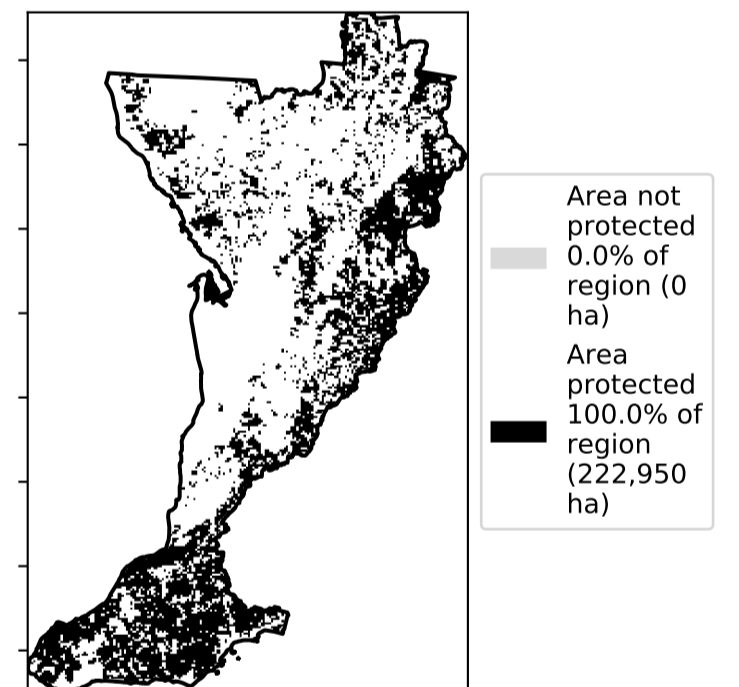 Area not
protected
0.0% of
region (0
ha)
Area
protected
100.0% of
region
(222,950
ha)